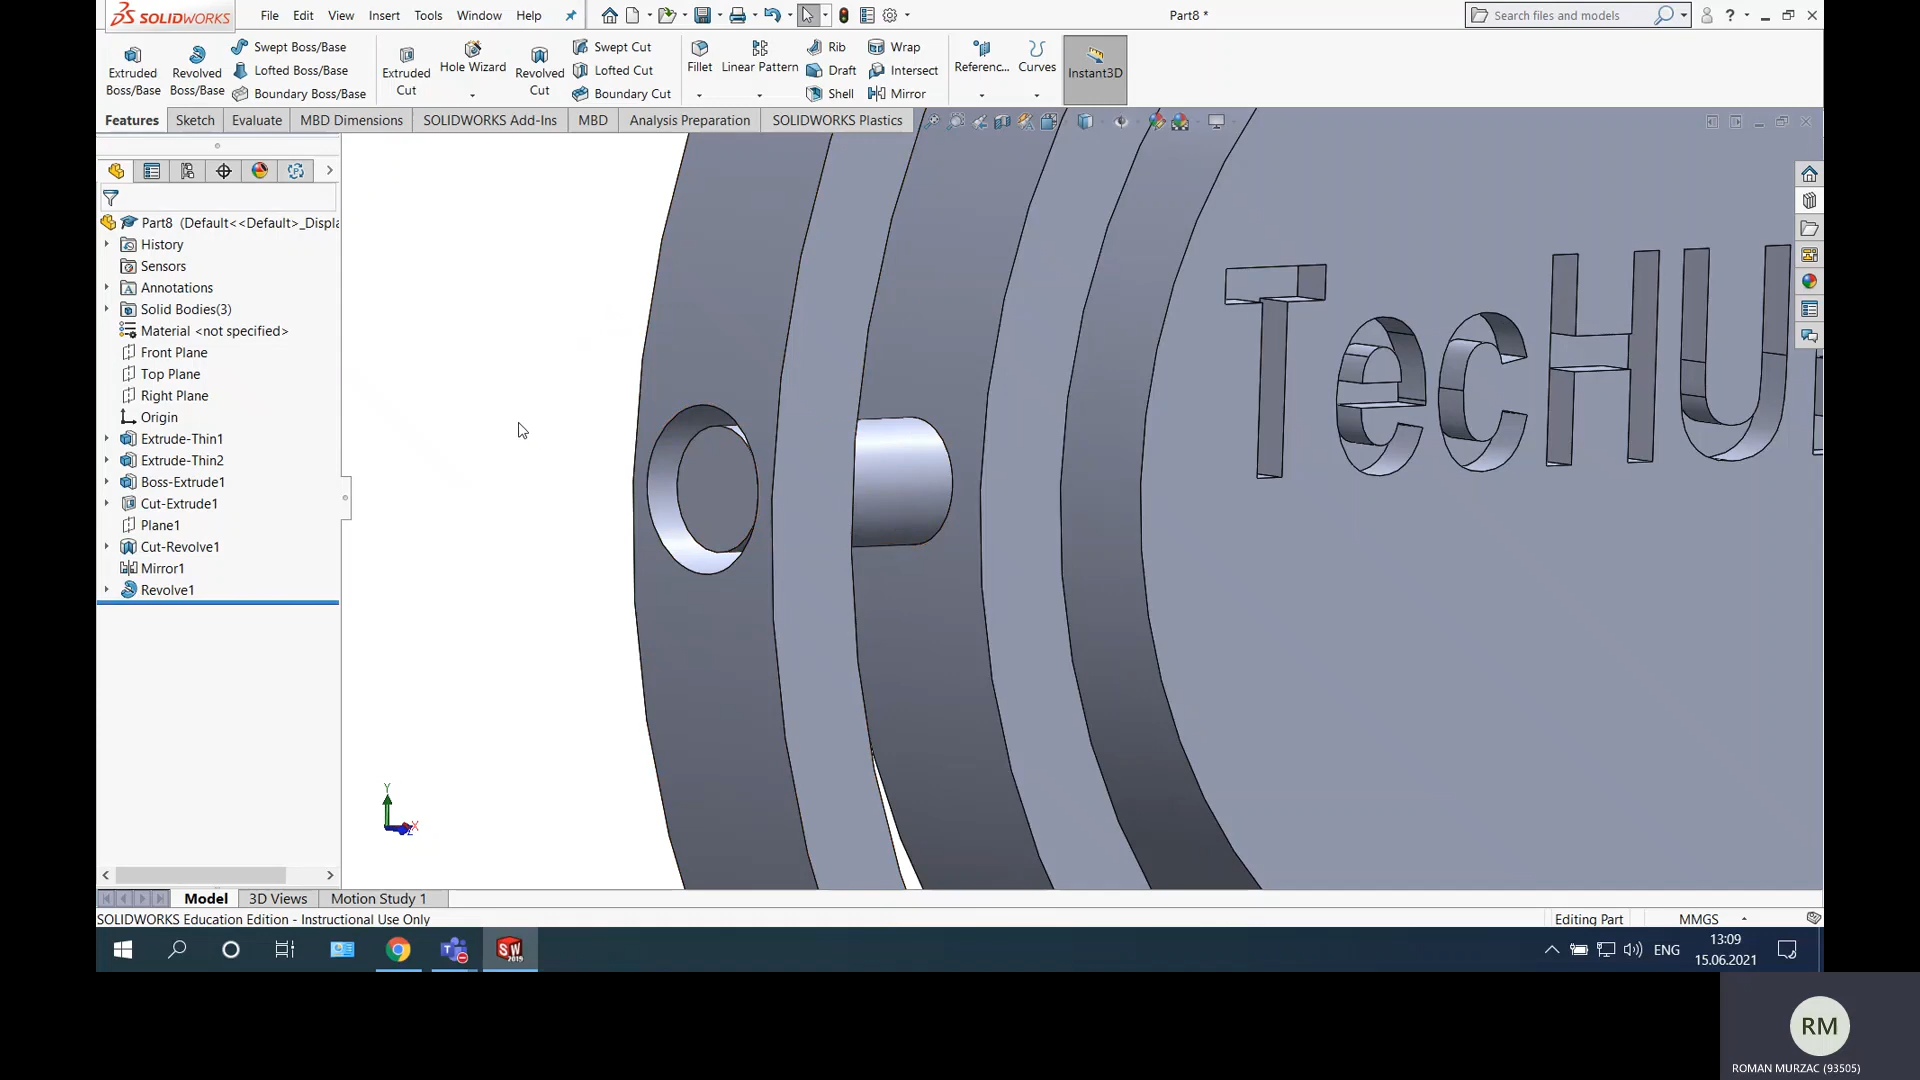 SOLIDWORKS
File Edit View Insert Tools Window Help
Part8 *
Search files and models
Extruded Boss/Base
Revolved Boss/Base
Swept Boss/Base
Lofted Boss/Base
Boundary Boss/Base
Extruded Cut
Hole Wizard
Revolved Cut
Swept Cut
Lofted Cut
Boundary Cut
Fillet
Linear Pattern
Rib
Draft
Shell
Wrap
Intersect
Mirror
Referenc...
Curves
Instant3D
Features Sketch Evaluate MBD Dimensions SOLIDWORKS Add-Ins MBD Analysis Preparation SOLIDWORKS Plastics
Part8 (Default<<Default>_Displa
History
Sensors
Annotations
Solid Bodies(3)
Material <not specified>
Front Plane
Top Plane
Right Plane
Origin
Extrude-Thin1
Extrude-Thin2
Boss-Extrude1
Cut-Extrude1
Plane1
Cut-Revolve1
Mirror1
Revolve1
TecHU
Y
X
Z
Model 3D Views Motion Study 1
SOLIDWORKS Education Edition - Instructional Use Only
Editing Part MMGS
ENG
13:09
15.06.2021
RM
ROMAN MURZAC (93505)